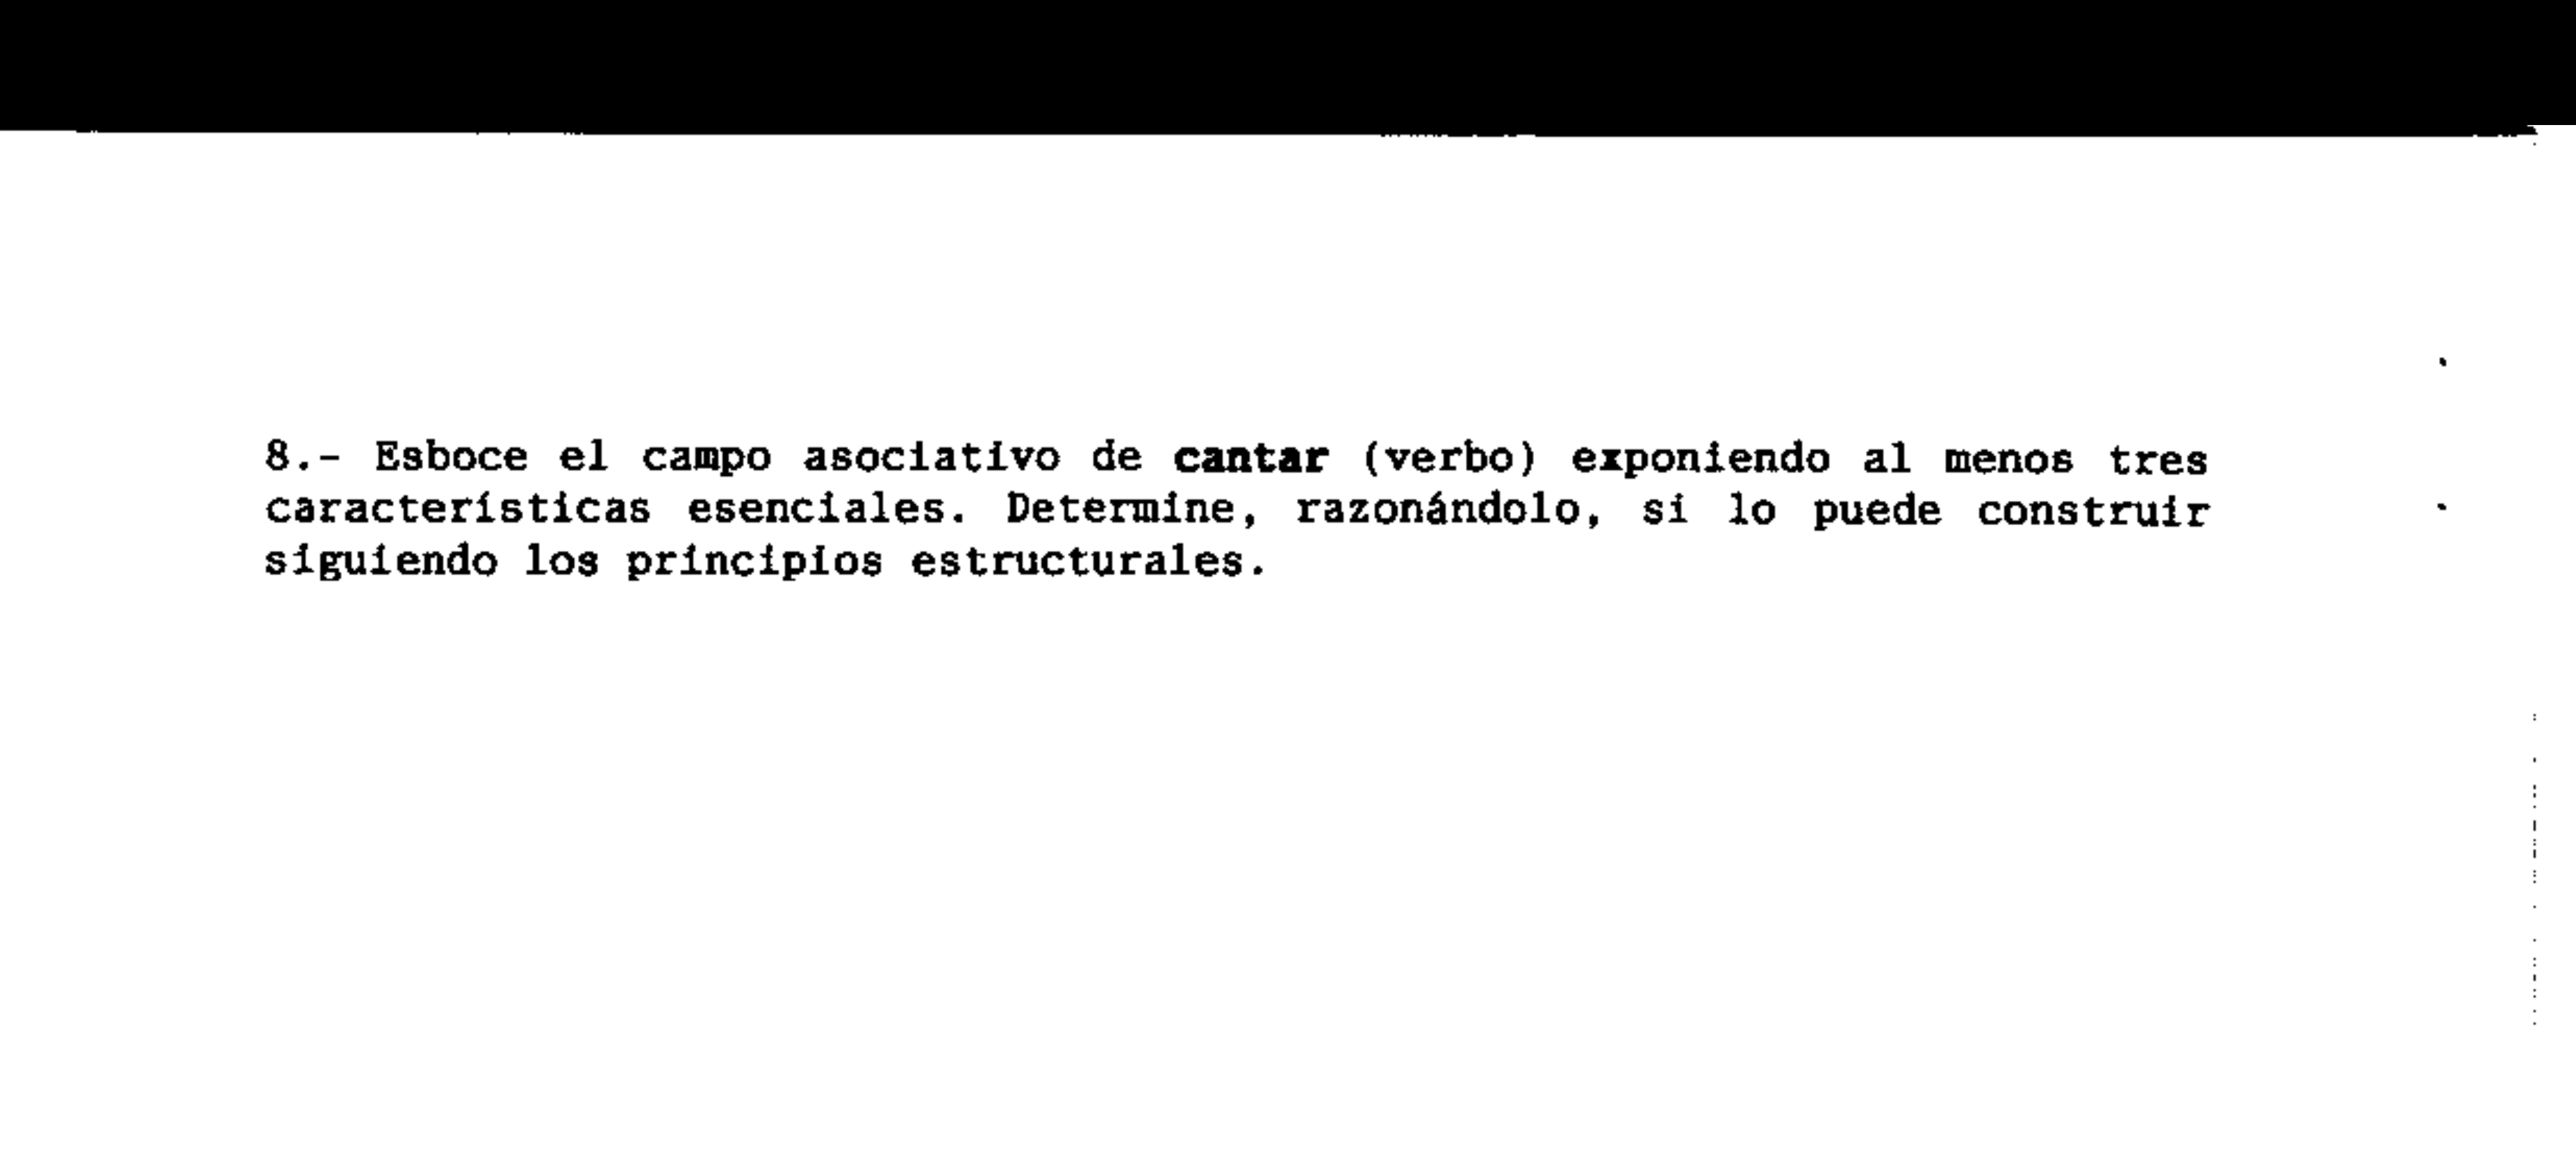 8.- Esboce el campo asociativo de cantar (verbo) exponiendo al menos tres
características esenciales. Determine, razonándolo, si lo puede construir
siguiendo los principios estructurales.